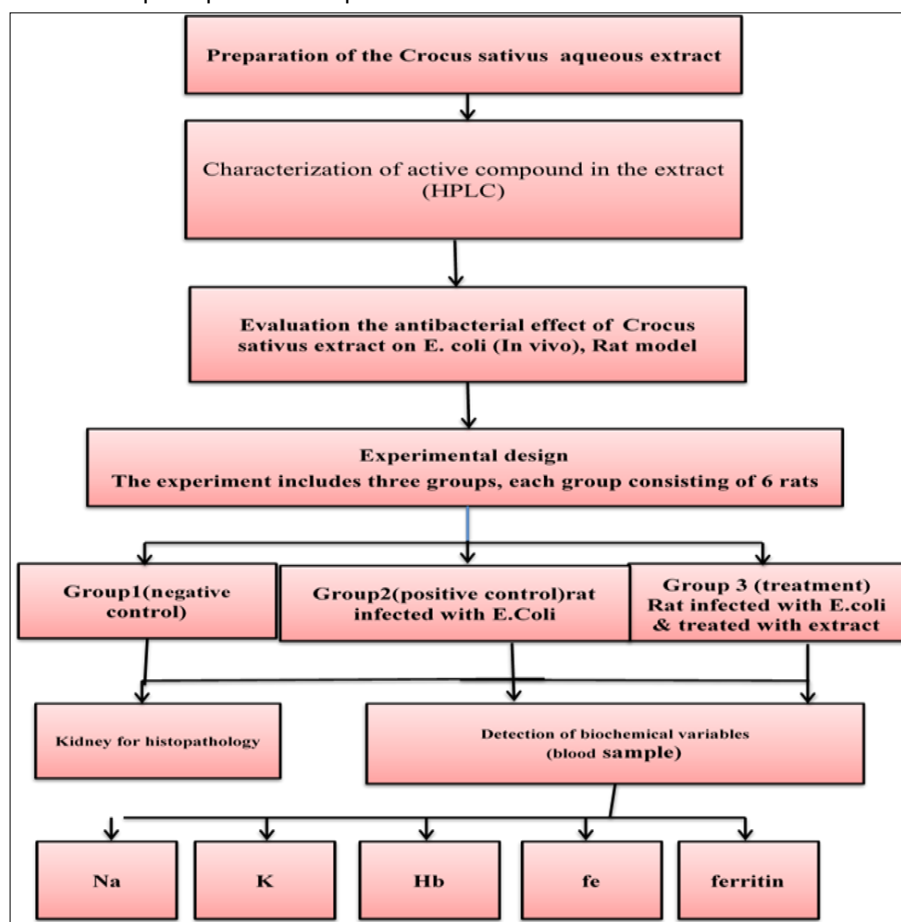 Preparation of the Crocus sativus aqueous extract
Characterization of active compound in the extract
(HPLC)
Evaluation the antibacterial effect of Crocus
sativus extract on E. coli (In vivo), Rat model
Experimental design
The experiment includes three groups, each group consisting of 6 rats
Group1(negative
control)
Group2(positive control)rat
infected with E.Coli
Group 3 (treatment)
Rat infected with E.coli
& treated with extract
Kidney for histopathology
Detection of biochemical variables
(blood sample)
Na
K
Hb
fe
ferritin